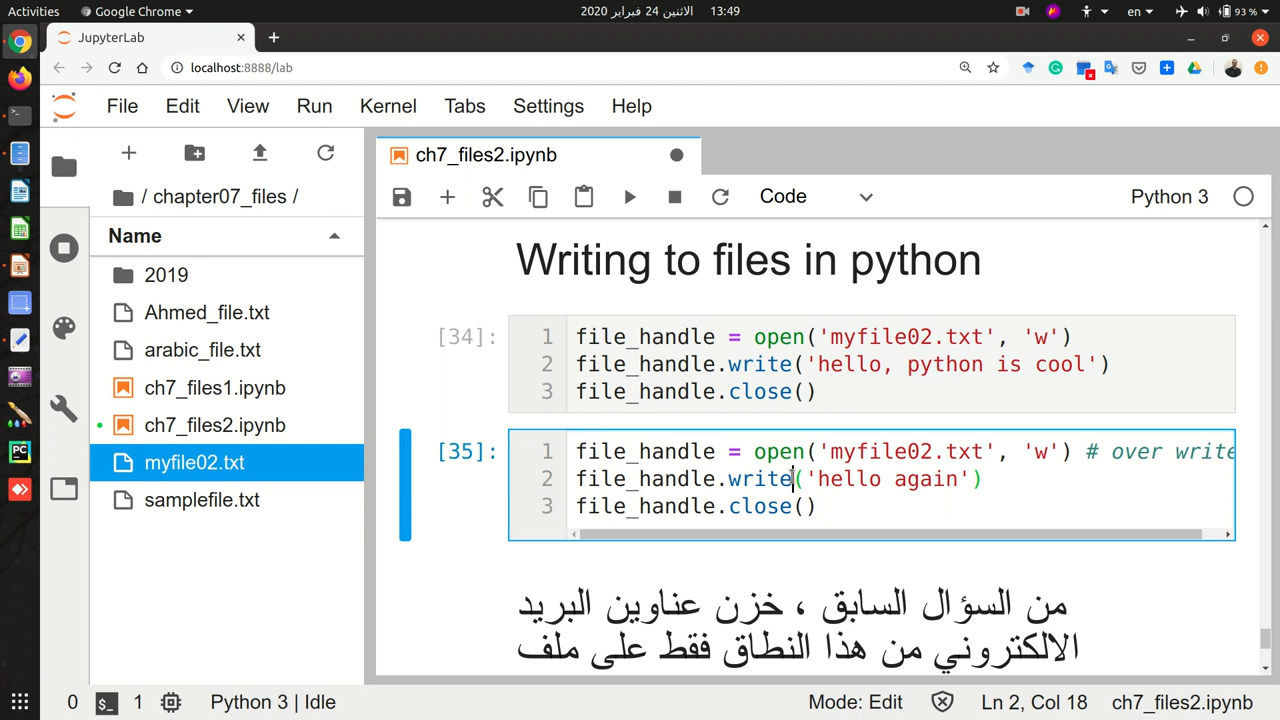 Activities
Google Chrome
الاثنين 24 فبراير 2020
13:49
en
93 %
JupyterLab
localhost:8888/lab
File Edit View Run Kernel Tabs Settings Help
/ chapter07_files /
Name
2019
Ahmed_file.txt
arabic_file.txt
ch7_files1.ipynb
ch7_files2.ipynb
myfile02.txt
samplefile.txt
ch7_files2.ipynb
Code
Python 3
Writing to files in python
[34]:
1 file_handle = open('myfile02.txt', 'w')
2 file_handle.write('hello, python is cool')
3 file_handle.close()
[35]:
1 file_handle = open('myfile02.txt', 'w') # over write
2 file_handle.write('hello again')
3 file_handle.close()
من السؤال السابق ، خزن عناوين البريد
الالكتروني من هذا النطاق فقط على ملف
0 $_ 1 Python 3 | Idle
Mode: Edit Ln 2, Col 18 ch7_files2.ipynb